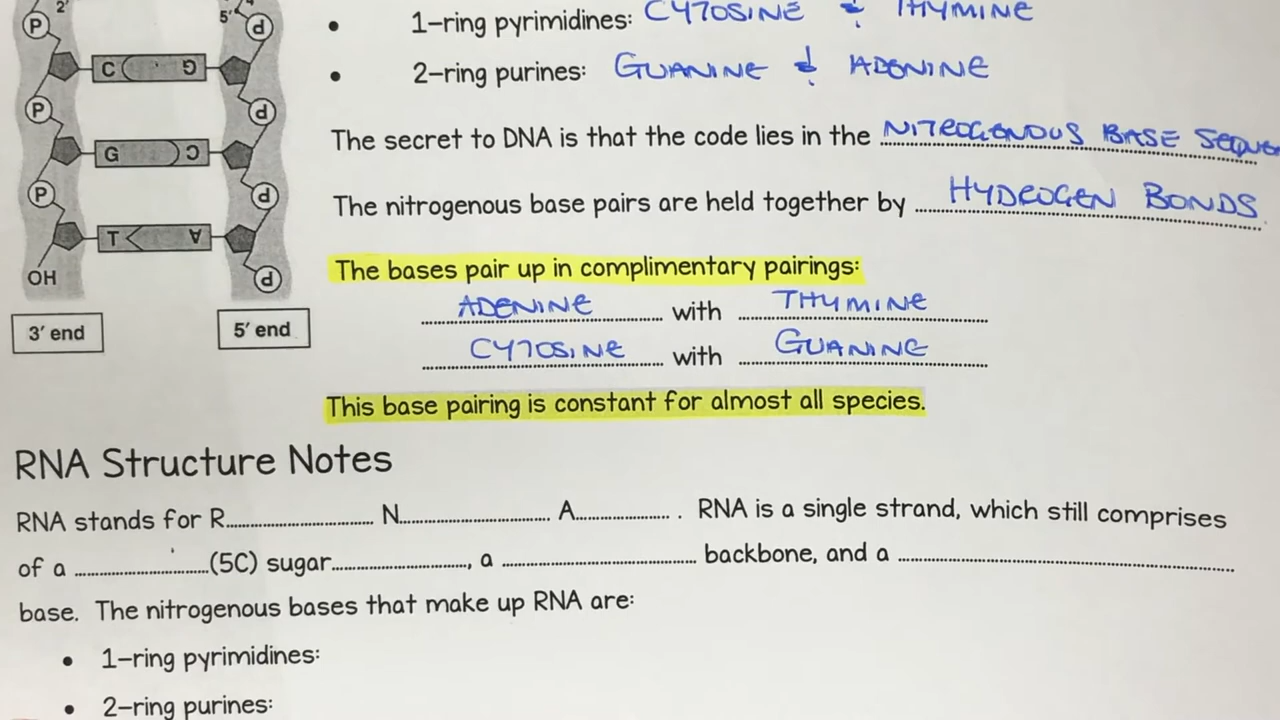 2' 5' 4
P P
1-ring pyrimidines: CYTOSINE & THYMINE
C G
2-ring purines: GUANINE & ADENINE
P P
The secret to DNA is that the code lies in the NITROGENOUS BASE SEQUE
G C
P P
The nitrogenous base pairs are held together by HYDROGEN BONDS
T A
OH P
The bases pair up in complimentary pairings:
ADENINE with THYMINE
3' end 5' end
CYTOSINE with GUANINE
This base pairing is constant for almost all species.
RNA Structure Notes
RNA stands for R............ N............ A............ . RNA is a single strand, which still comprises
of a ............(5C) sugar............, a ............ backbone, and a ............
base. The nitrogenous bases that make up RNA are:
• 1-ring pyrimidines:
• 2-ring purines: